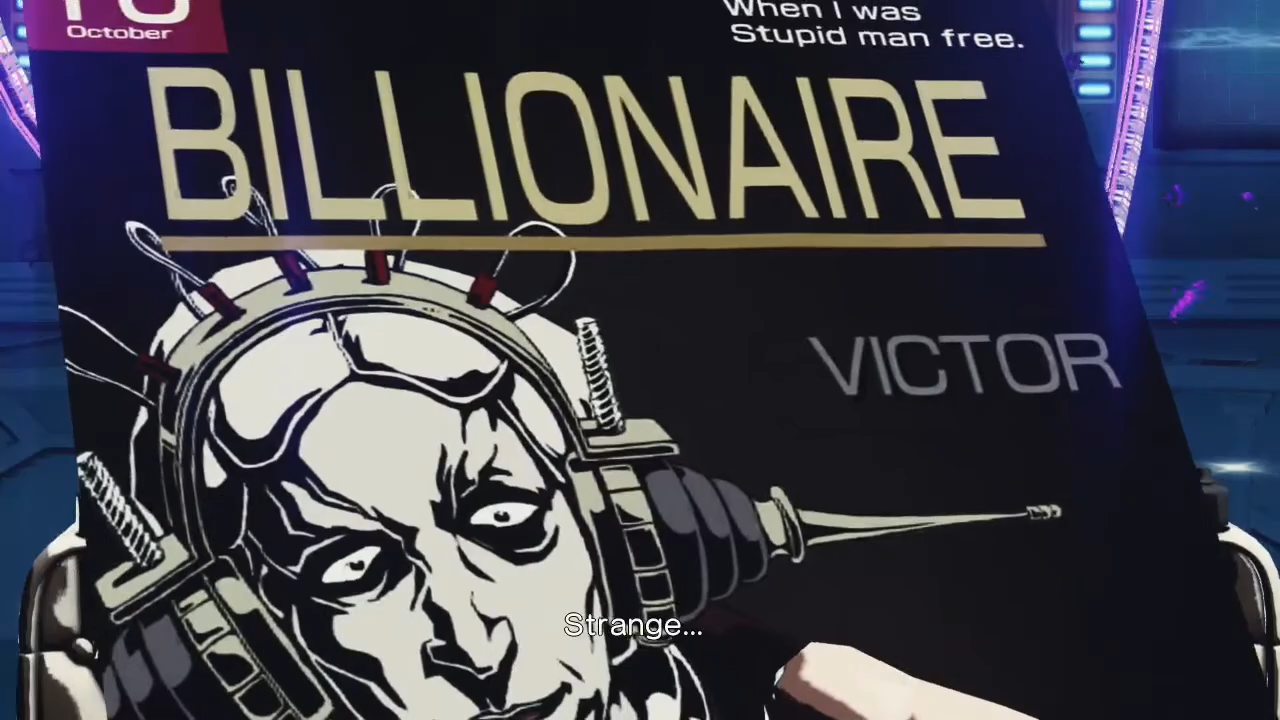 October
When I was
Stupid man free.
BILLIONAIRE
VICTOR
Strange...